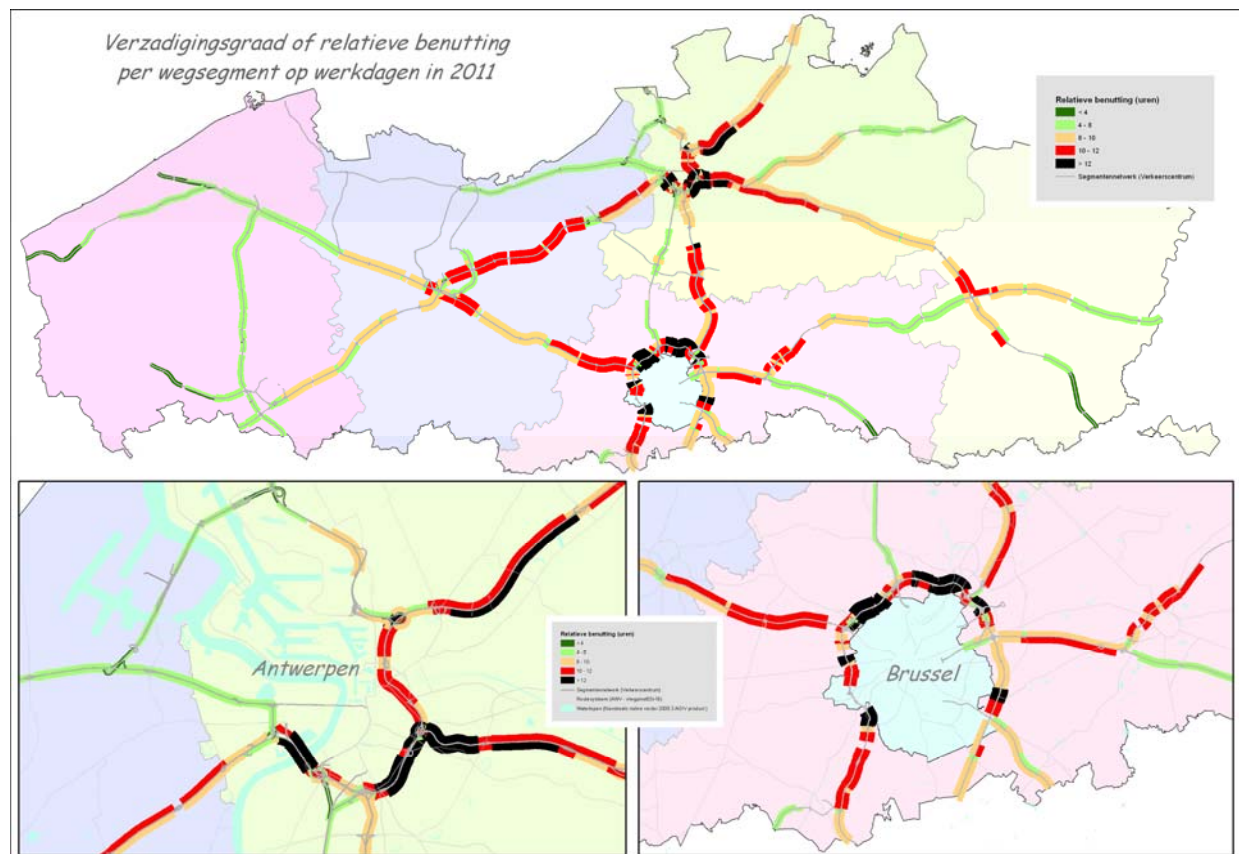 Verzadigingsgraad of relatieve benutting
per wegsegment op werkdagen in 2011
Relatieve benutting (uren)
< 4
4 - 8
8 - 10
10 - 12
> 12
Segmentennetwerk (Verkeerscentrum)
Antwerpen
Relatieve benutting (uren)
< 4
4 - 8
8 - 10
10 - 12
> 12
Segmentennetwerk (Verkeerscentrum)
Brussel